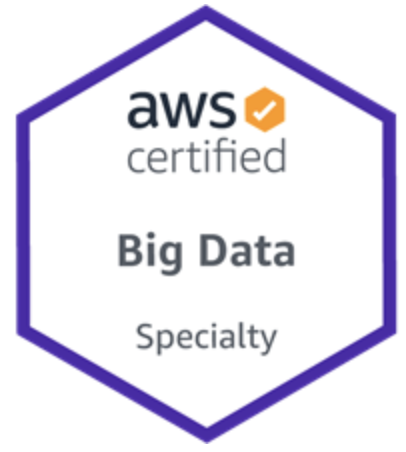 aws
certified
Big Data
Specialty